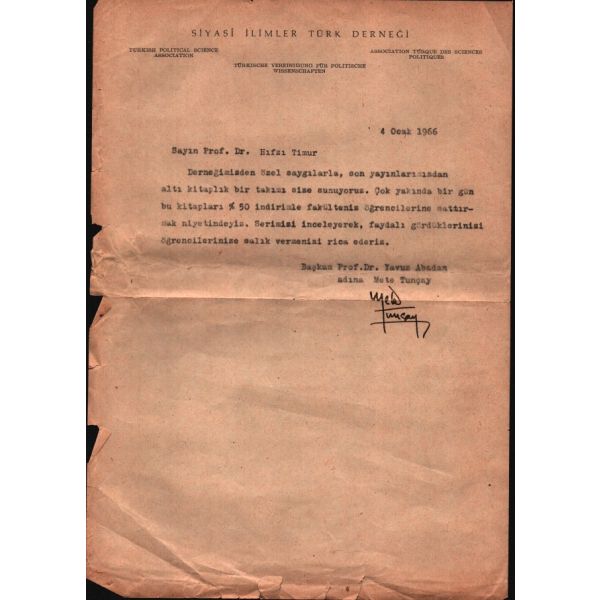 SİYASİ İLİMLER TÜRK DERNEĞİ
TURKISH POLITICAL SCIENCE
ASSOCIATION
ASSOCIATION TURQUE DES SCIENCES
POLITIQUES
TÜRKISCHE VEREINIGUNG FÜR POLITISCHE
WISSENSCHAFTEN
4 Ocak 1966
Sayın Prof. Dr. Hıfzı Timur
Derneğimizden özel saygılarla, son yayınlarımızdan
altı kitaplık bir takımı size sunuyoruz. Çok yakında bir gün
bu kitapları % 50 indirimle fakülteniz öğrencilerine sattır-
mak niyetindeyiz. Serimizi inceleyerek, faydalı gördüklerinizi
öğrencilerinize salık vermenizi rica ederiz.
Başkan Prof.Dr. Yavuz Abadan
adına Mete Tunçay
Mete
Tunçay